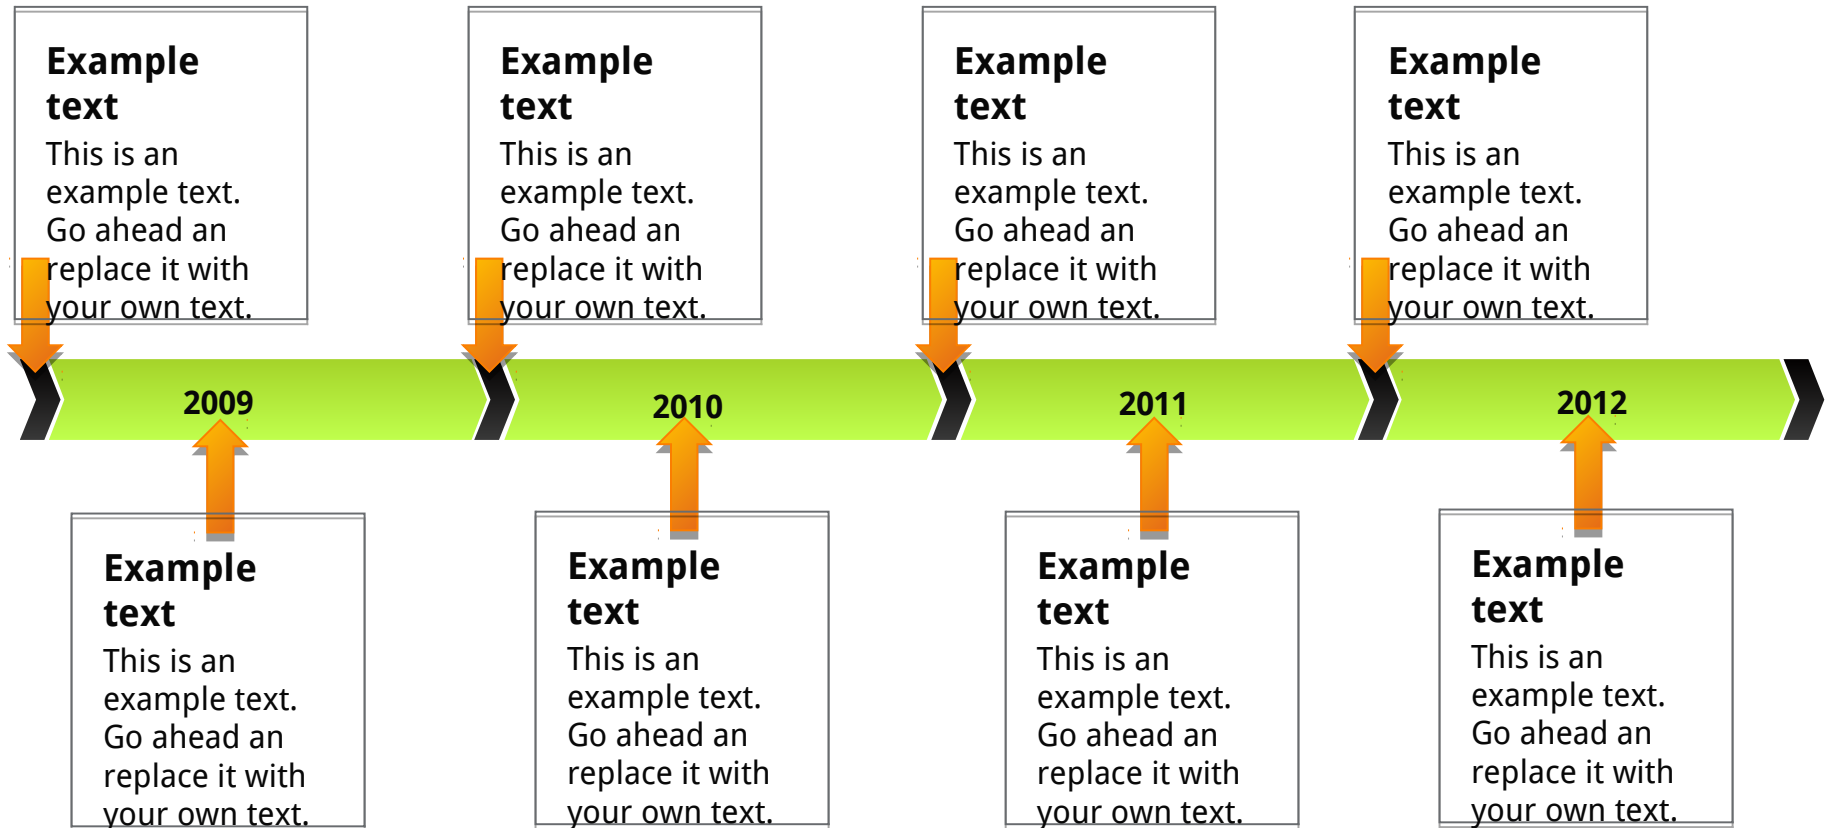 Example
text
This is an
example text.
Go ahead an
replace it with
your own text.
Example
text
This is an
example text.
Go ahead an
replace it with
your own text.
Example
text
This is an
example text.
Go ahead an
replace it with
your own text.
Example
text
This is an
example text.
Go ahead an
replace it with
your own text.
2009
2010
2011
2012
Example
text
This is an
example text.
Go ahead an
replace it with
your own text.
Example
text
This is an
example text.
Go ahead an
replace it with
your own text.
Example
text
This is an
example text.
Go ahead an
replace it with
your own text.
Example
text
This is an
example text.
Go ahead an
replace it with
your own text.